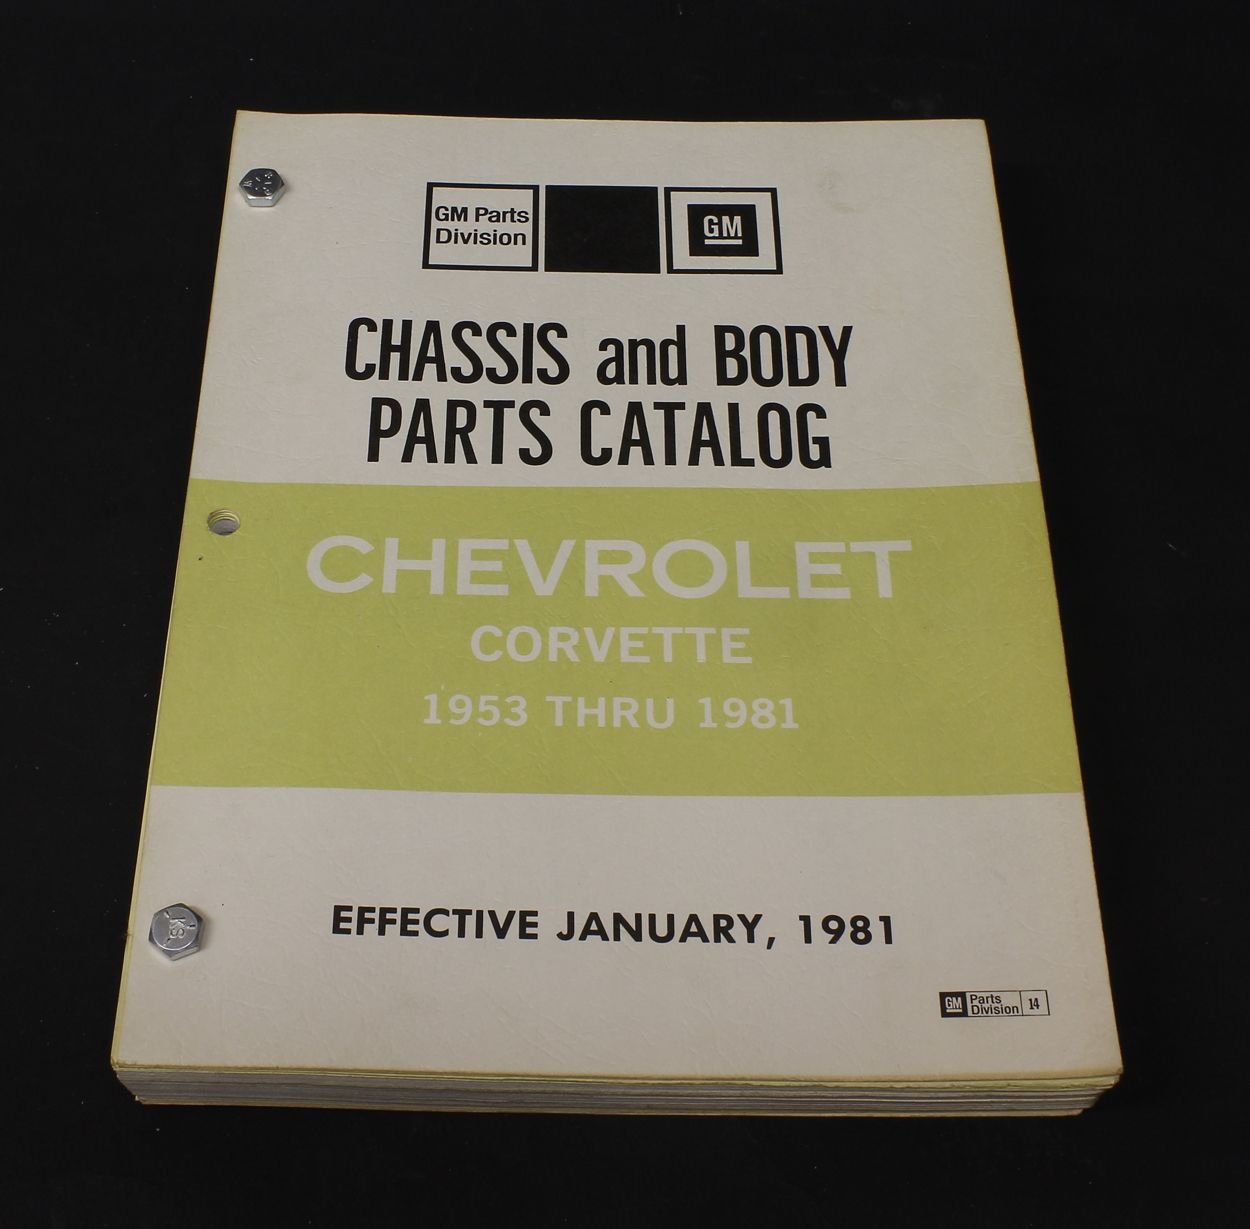 GM Parts
Division
GM
CHASSIS and BODY
PARTS CATALOG
CHEVROLET
CORVETTE
1953 THRU 1981
EFFECTIVE JANUARY, 1981
GM Parts
Division 14
KS